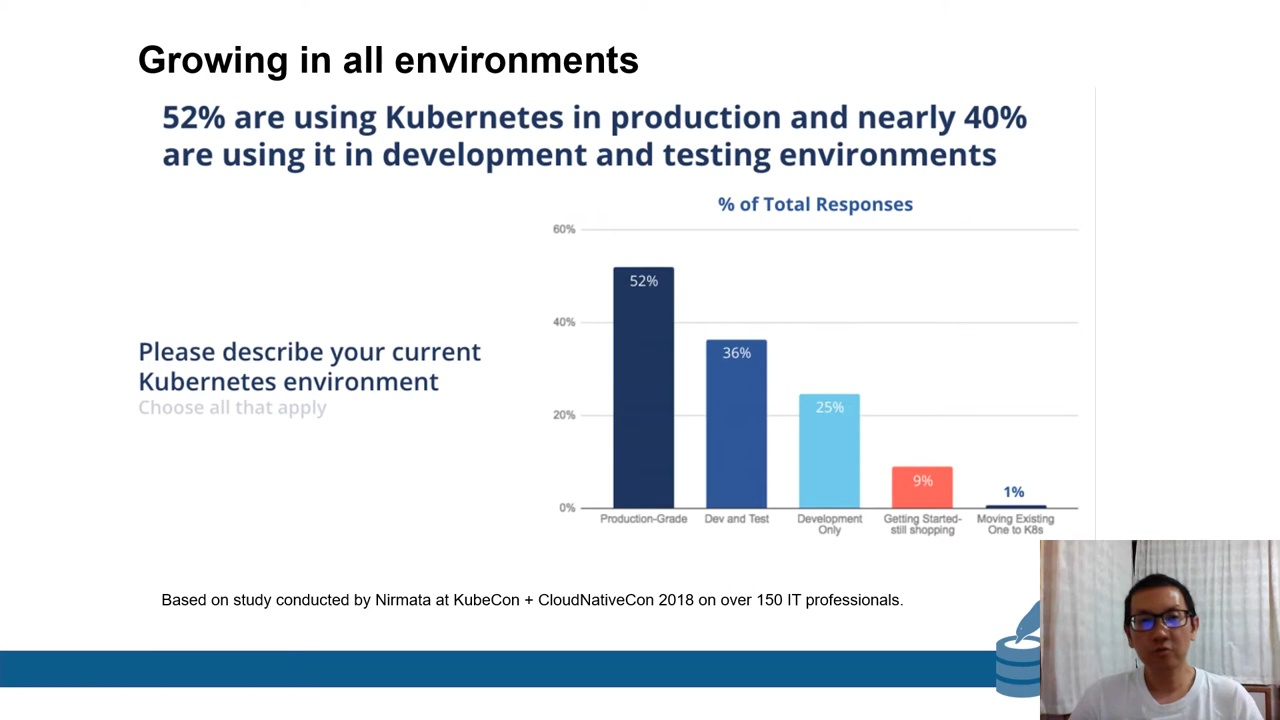 Growing in all environments
52% are using Kubernetes in production and nearly 40%
are using it in development and testing environments
% of Total Responses
60%
40%
20%
0%
52%
36%
25%
9%
1%
Production-Grade
Dev and Test
Development
Only
Getting Started-
still shopping
Moving Existing
One to K8s
Please describe your current
Kubernetes environment
Choose all that apply
Based on study conducted by Nirmata at KubeCon + CloudNativeCon 2018 on over 150 IT professionals.